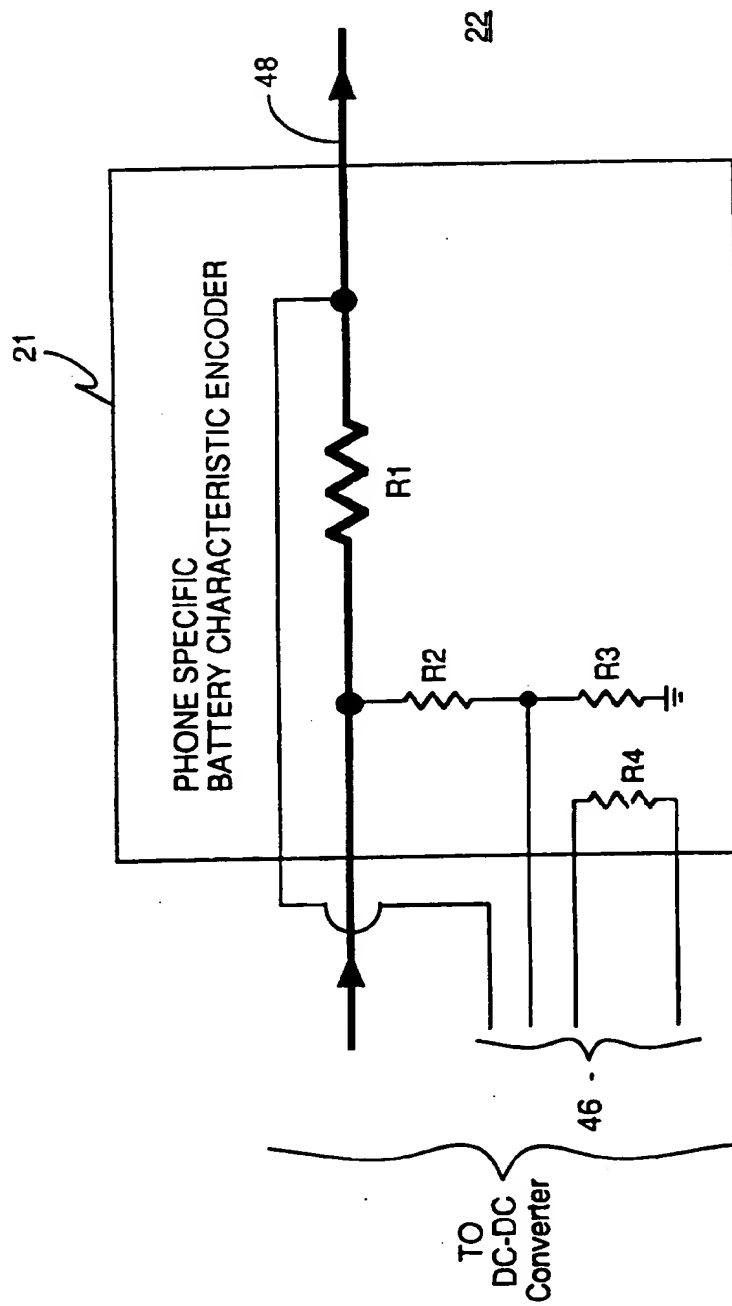 21
PHONE SPECIFIC
BATTERY CHARACTERISTIC ENCODER
48
22
R1
R2
R3
R4
46
TO
DC-DC
Converter